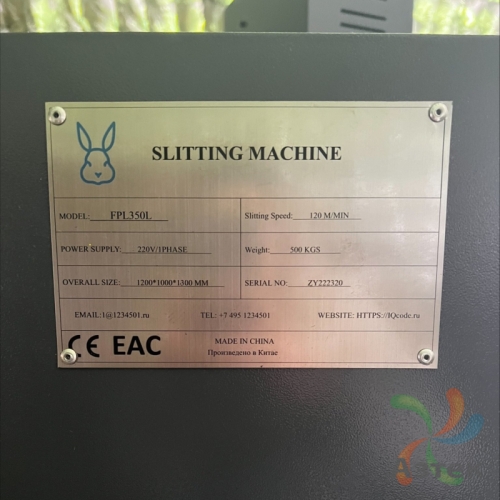 SLITTING MACHINE
MODEL: FPL350L Slitting Speed: 120 M/MIN
POWER SUPPLY: 220V/1PHASE Weight: 500 KGS
OVERALL SIZE: 1200*1000*1300 MM SERIAL NO: ZY222320
EMAIL:1@1234501.ru TEL: +7 495 1234501 WEBSITE: HTTPS://IQcode.ru
CE EAC MADE IN CHINA
Произведено в Китае